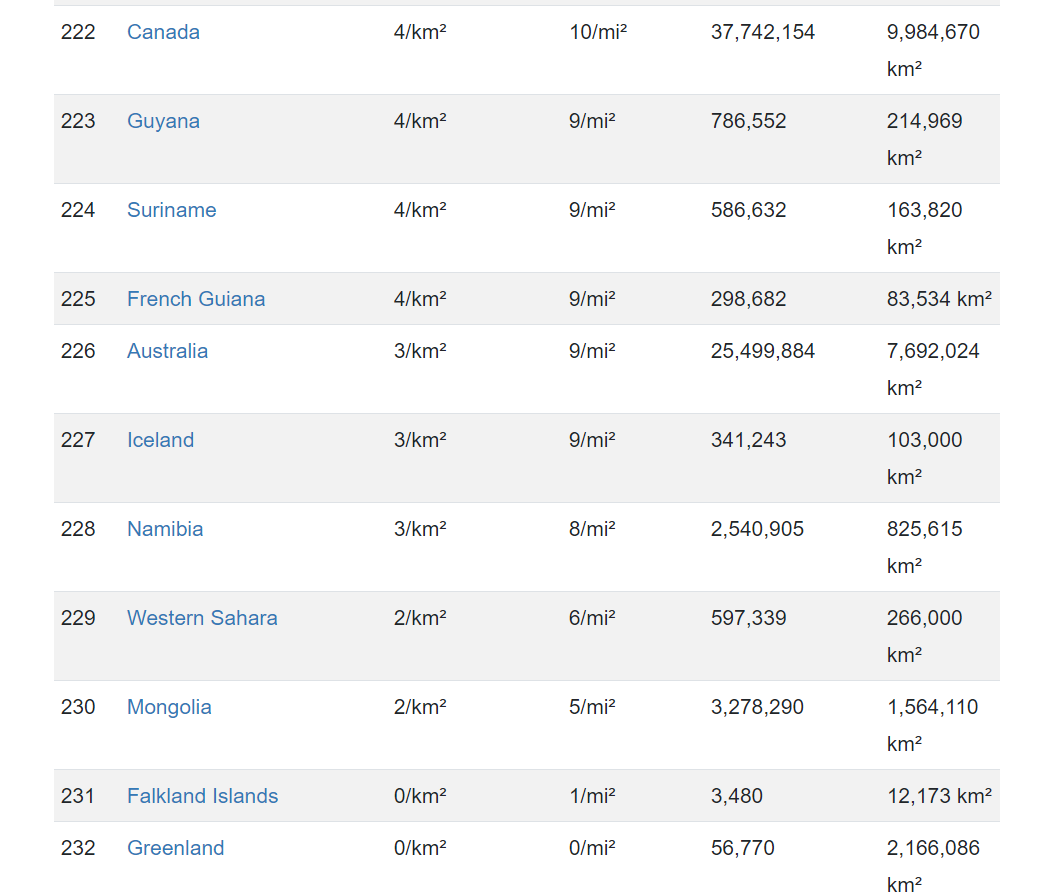 222 Canada 4/km² 10/mi² 37,742,154 9,984,670
km²
223 Guyana 4/km² 9/mi² 786,552 214,969
km²
224 Suriname 4/km² 9/mi² 586,632 163,820
km²
225 French Guiana 4/km² 9/mi² 298,682 83,534 km²
226 Australia 3/km² 9/mi² 25,499,884 7,692,024
km²
227 Iceland 3/km² 9/mi² 341,243 103,000
km²
228 Namibia 3/km² 8/mi² 2,540,905 825,615
km²
229 Western Sahara 2/km² 6/mi² 597,339 266,000
km²
230 Mongolia 2/km² 5/mi² 3,278,290 1,564,110
km²
231 Falkland Islands 0/km² 1/mi² 3,480 12,173 km²
232 Greenland 0/km² 0/mi² 56,770 2,166,086
km²